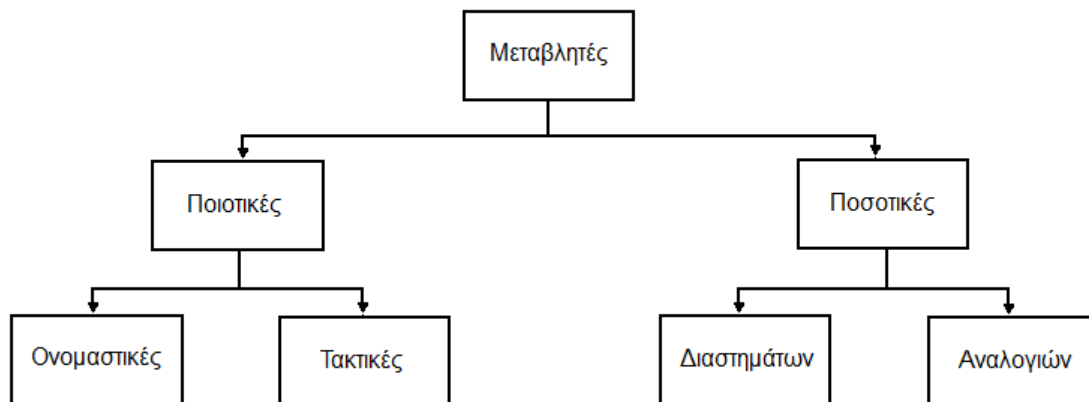 Μεταβλητές
Ποιοτικές
Ποσοτικές
Ονομαστικές
Τακτικές
Διαστημάτων
Αναλογιών